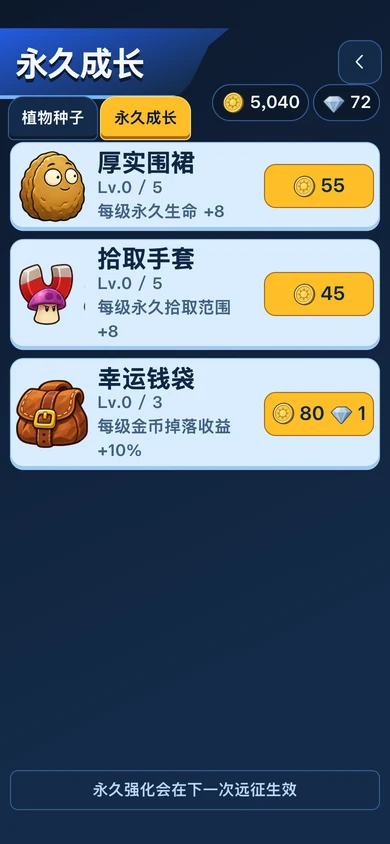 永久成长
5,040
72
植物种子
永久成长
厚实围裙
Lv.0 / 5
每级永久生命 +8
55
拾取手套
Lv.0 / 5
每级永久拾取范围
+8
45
幸运钱袋
Lv.0 / 3
每级金币掉落收益
+10%
80 1
永久强化会在下一次远征生效